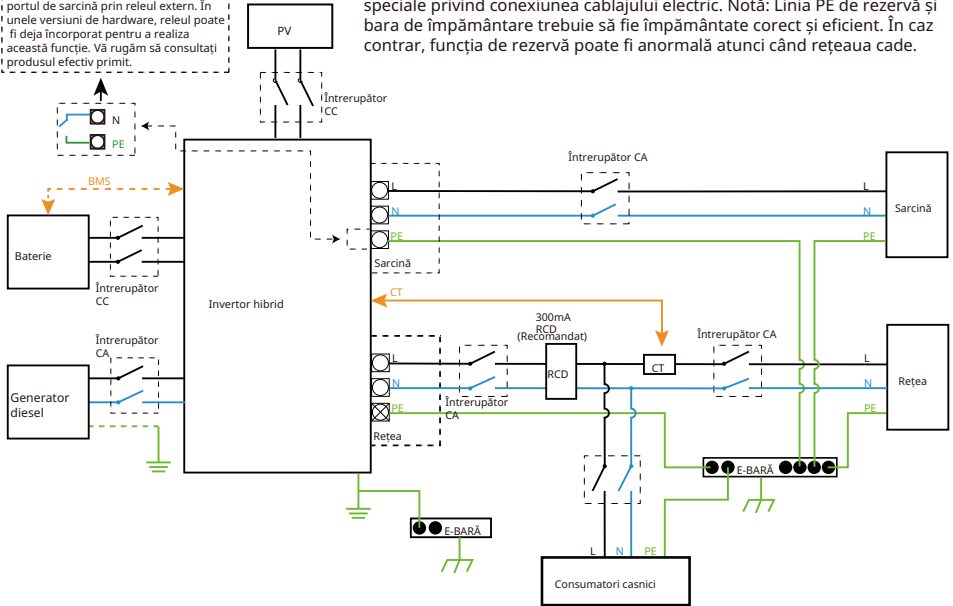 portul de sarcină prin releul extern. În
unele versiuni de hardware, releul poate
fi deja încorporat pentru a realiza
această funcție. Vă rugăm să consultați
produsul efectiv primit.
speciale privind conexiunea cablajului electric. Notă: Linia PE de rezervă și
bara de împământare trebuie să fie împământate corect și eficient. În caz
contrar, funcția de rezervă poate fi anormală atunci când rețeaua cade.
PV
Întrerupător
CC
N
PE
BMS
Baterie
Întrerupător
CC
Întrerupător
CA
Generator
diesel
Invertor hibrid
L
N
PE
Sarcină
Întrerupător CA
L
N
PE
Sarcină
CT
300mA
RCD
(Recomandat)
RCD
CT
Întrerupător CA
L
N
PE
Rețea
Întrerupător
CA
L
N
PE
Rețea
E-BARĂ
E-BARĂ
L
N
PE
Consumatori casnici